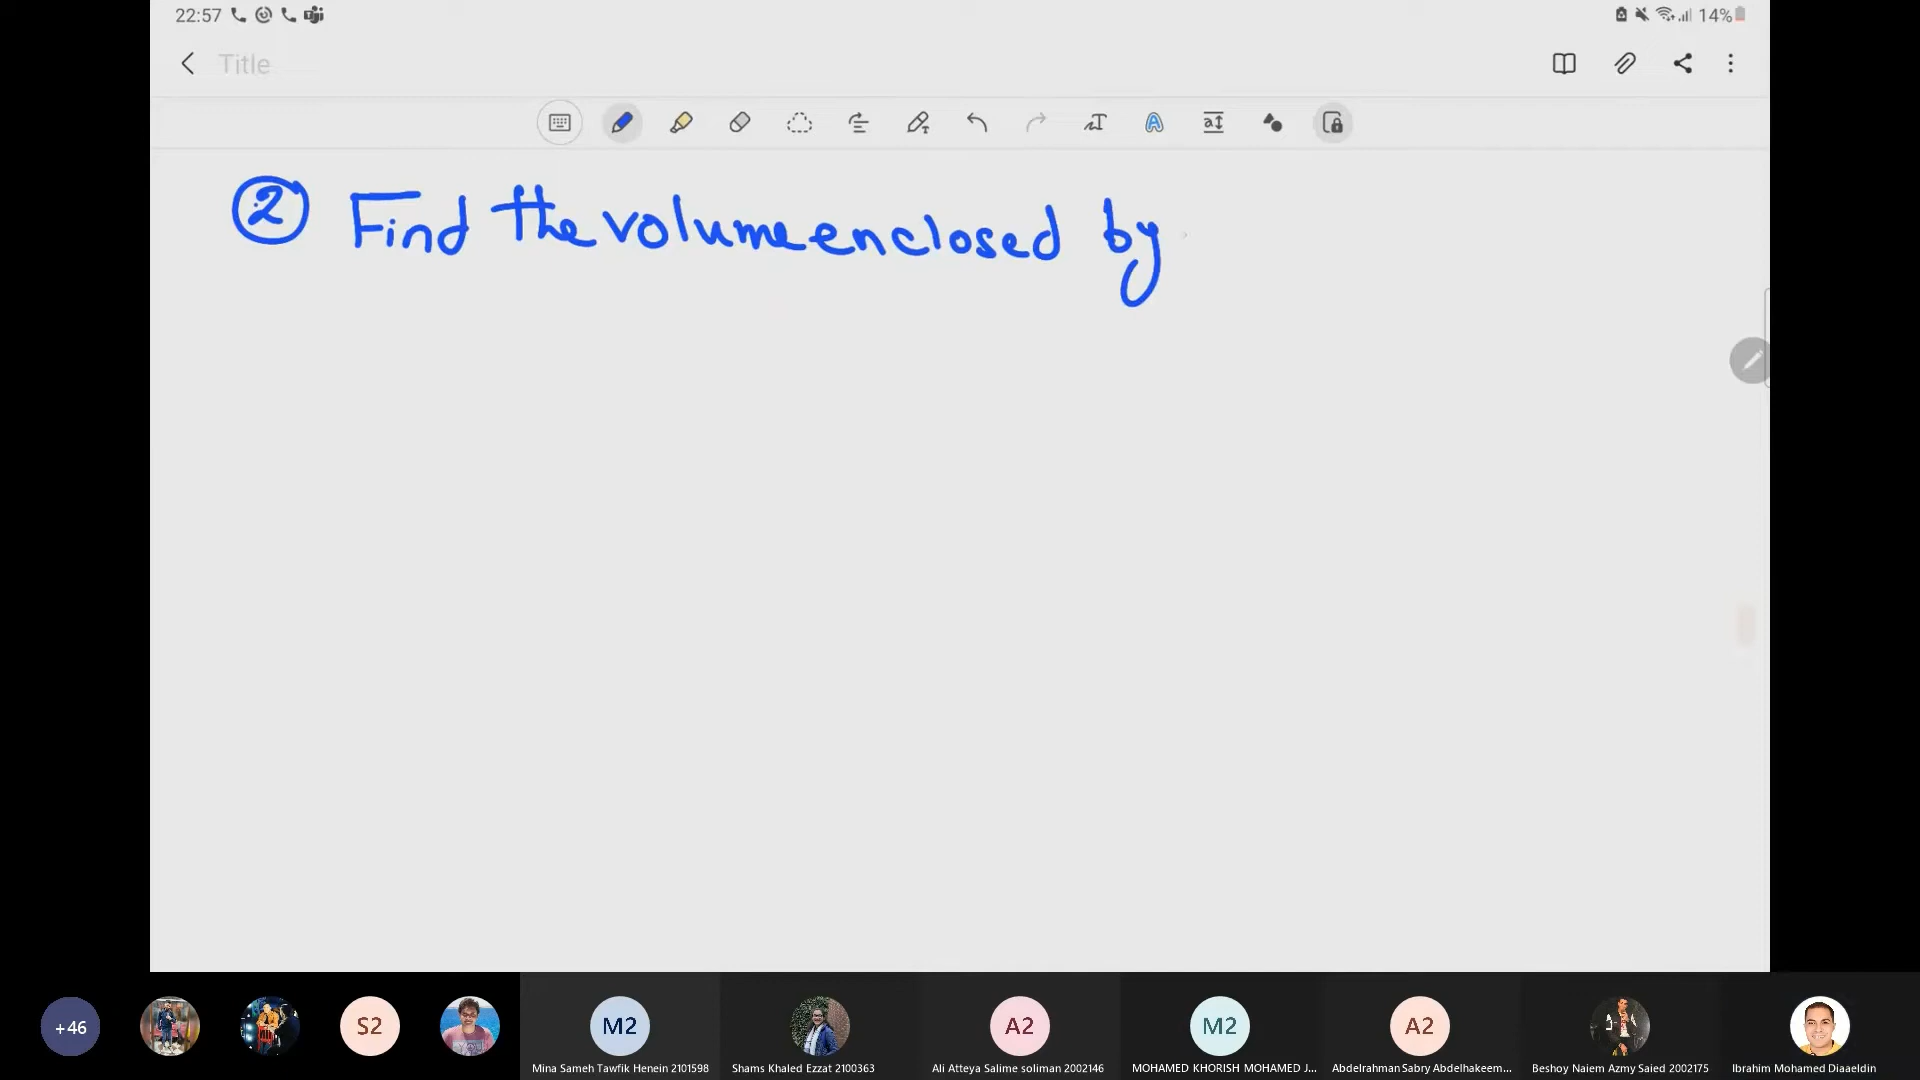 22:57 14%
Title
② Find the volume enclosed by
+46 S2 M2 A2 M2 A2
Mina Sameh Tawfik Henein 2101598 Shams Khaled Ezzat 2100363 Ali Atteya Salime soliman 2002146 MOHAMED KHORISH MOHAMED J... Abdelrahman Sabry Abdelhakeem... Beshoy Naiem Azmy Saied 2002175 Ibrahim Mohamed Diaaeldin